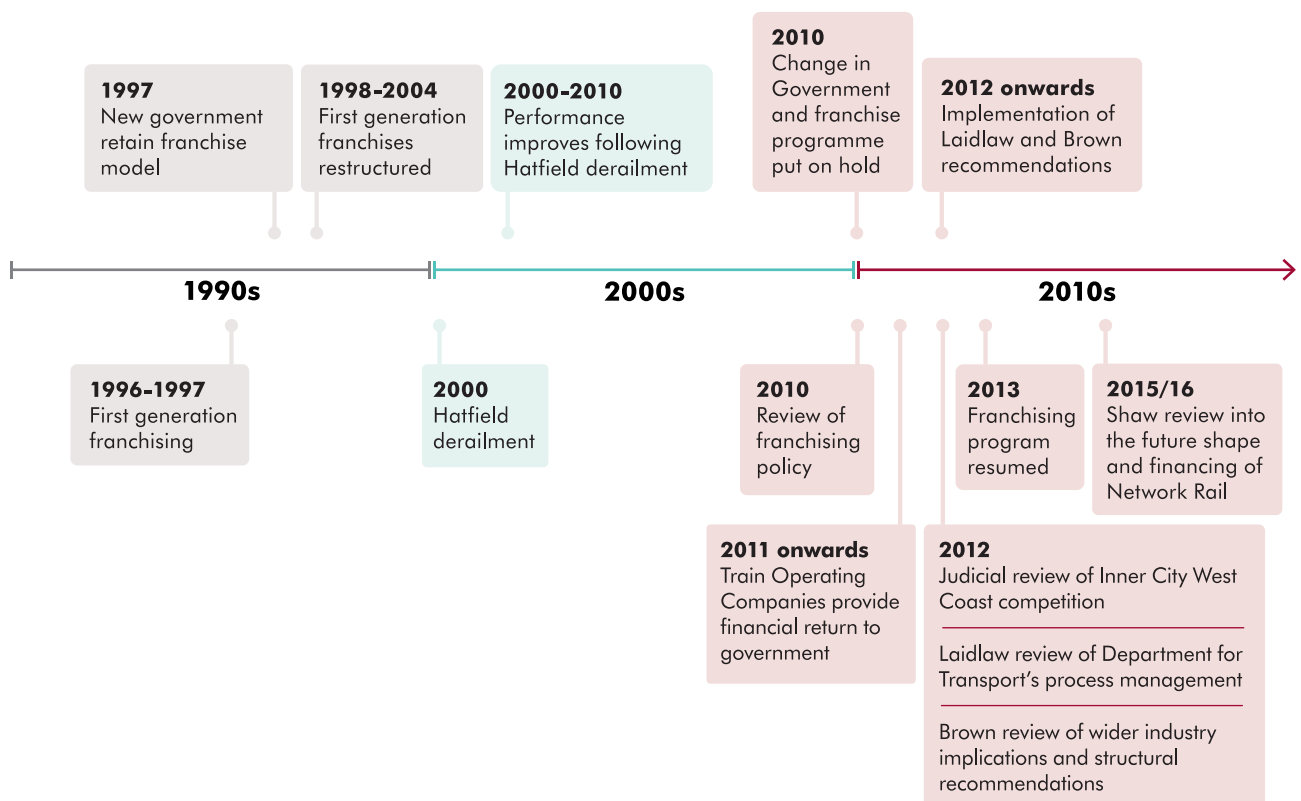 1997
New government
retain franchise
model
1998–2004
First generation
franchises
restructured
2000–2010
Performance
improves following
Hatfield derailment
2010
Change in
Government
and franchise
programme
put on hold
2012 onwards
Implementation of
Laidlaw and Brown
recommendations
1990s
2000s
2010s
1996–1997
First generation
franchising
2000
Hatfield
derailment
2010
Review of
franchising
policy
2011 onwards
Train Operating
Companies provide
financial return to
government
2012
Judicial review of Inner City West
Coast competition
Laidlaw review of Department for
Transport’s process management
Brown review of wider industry
implications and structural
recommendations
2013
Franchising
program
resumed
2015/16
Shaw review into
the future shape
and financing of
Network Rail